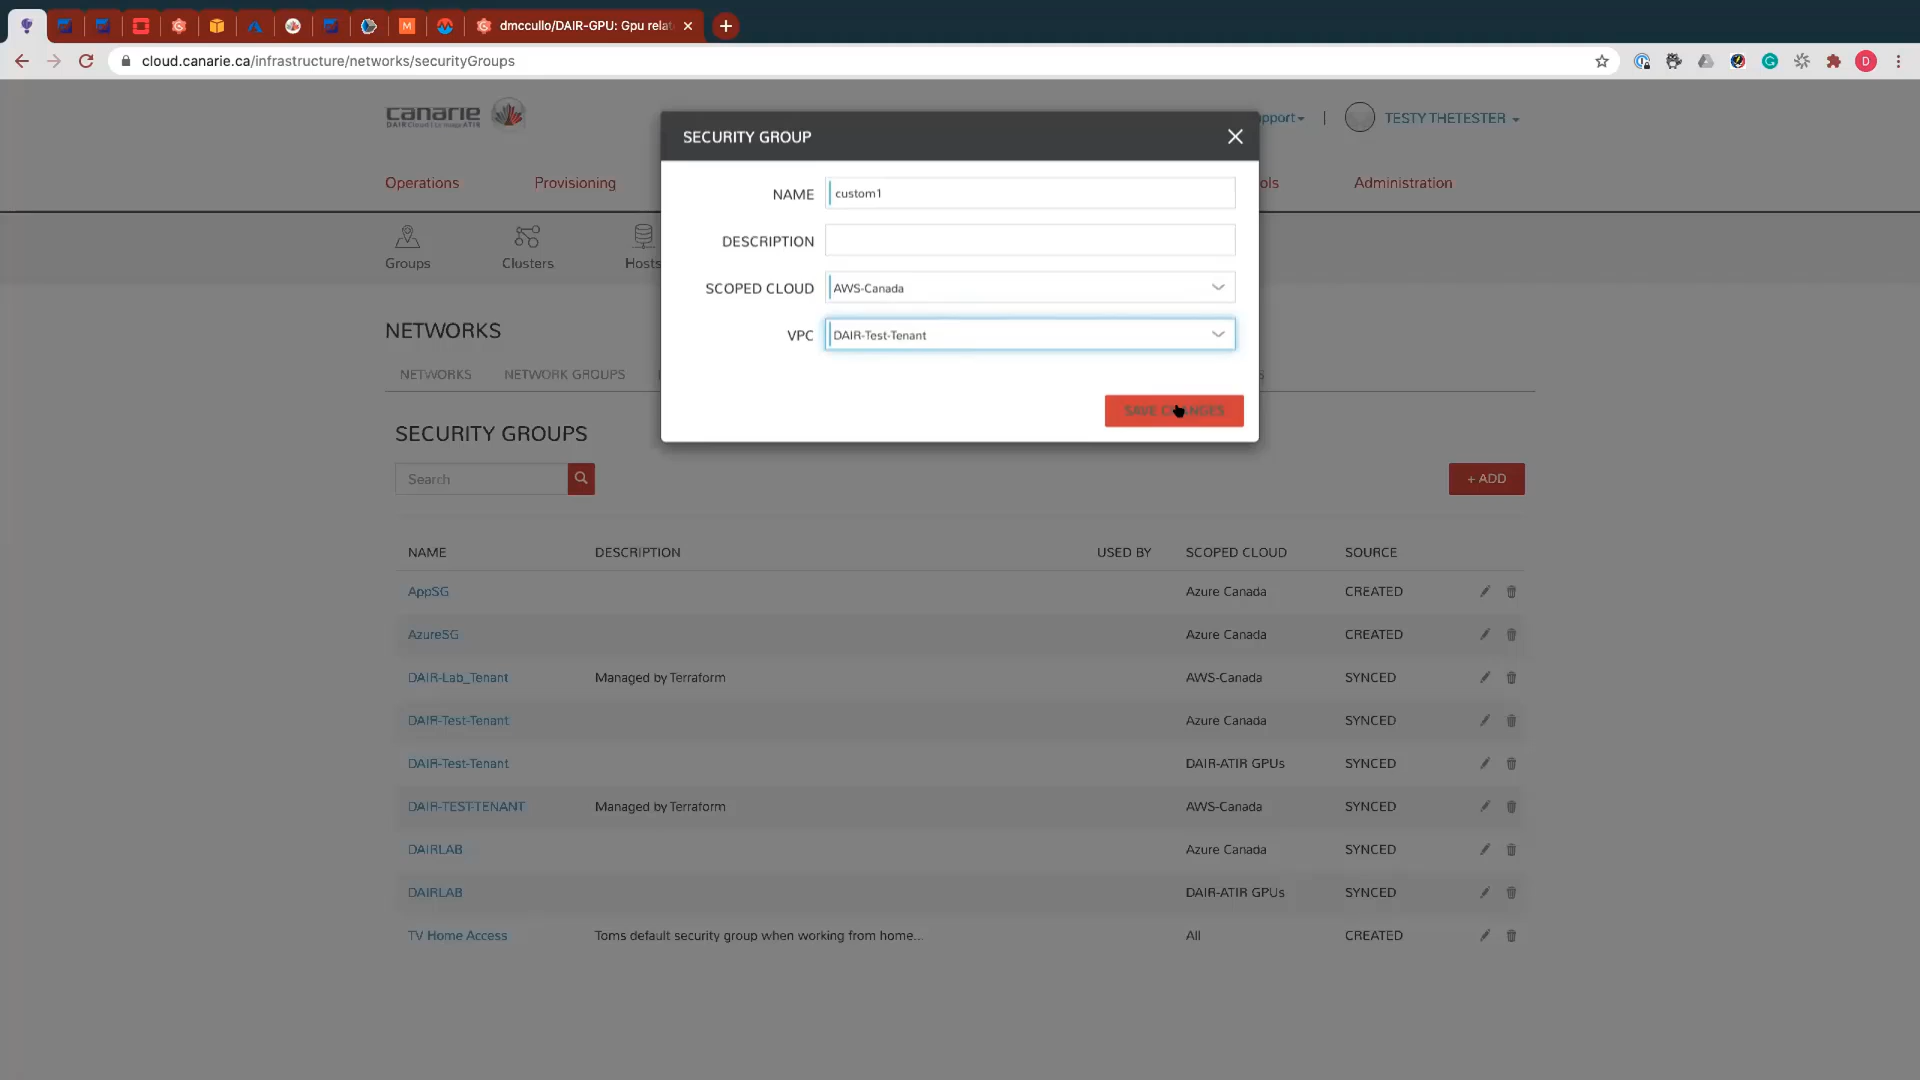 dmccullo/DAIR-GPU: Gpu rela
cloud.canarie.ca/infrastructure/networks/securityGroups
canarie
pport
|
TESTY THETESTER
Operations
Provisioning
ols
Administration
Groups
Clusters
Hosts
SECURITY GROUP
NAME
custom1
DESCRIPTION
SCOPED CLOUD
AWS-Canada
VPC
DAIR-Test-Tenant
SAVE CHANGES
NETWORKS
NETWORKS
NETWORK GROUPS
SECURITY GROUPS
Search
+ ADD
NAME DESCRIPTION USED BY SCOPED CLOUD SOURCE
AppSG Azure Canada CREATED
AzureSG Azure Canada CREATED
DAIR-Lab_Tenant Managed by Terraform AWS-Canada SYNCED
DAIR-Test-Tenant Azure Canada SYNCED
DAIR-Test-Tenant DAIR-ATIR GPUs SYNCED
DAIR-TEST-TENANT Managed by Terraform AWS-Canada SYNCED
DAIRLAB Azure Canada SYNCED
DAIRLAB DAIR-ATIR GPUs SYNCED
TV Home Access Toms default security group when working from home... All CREATED